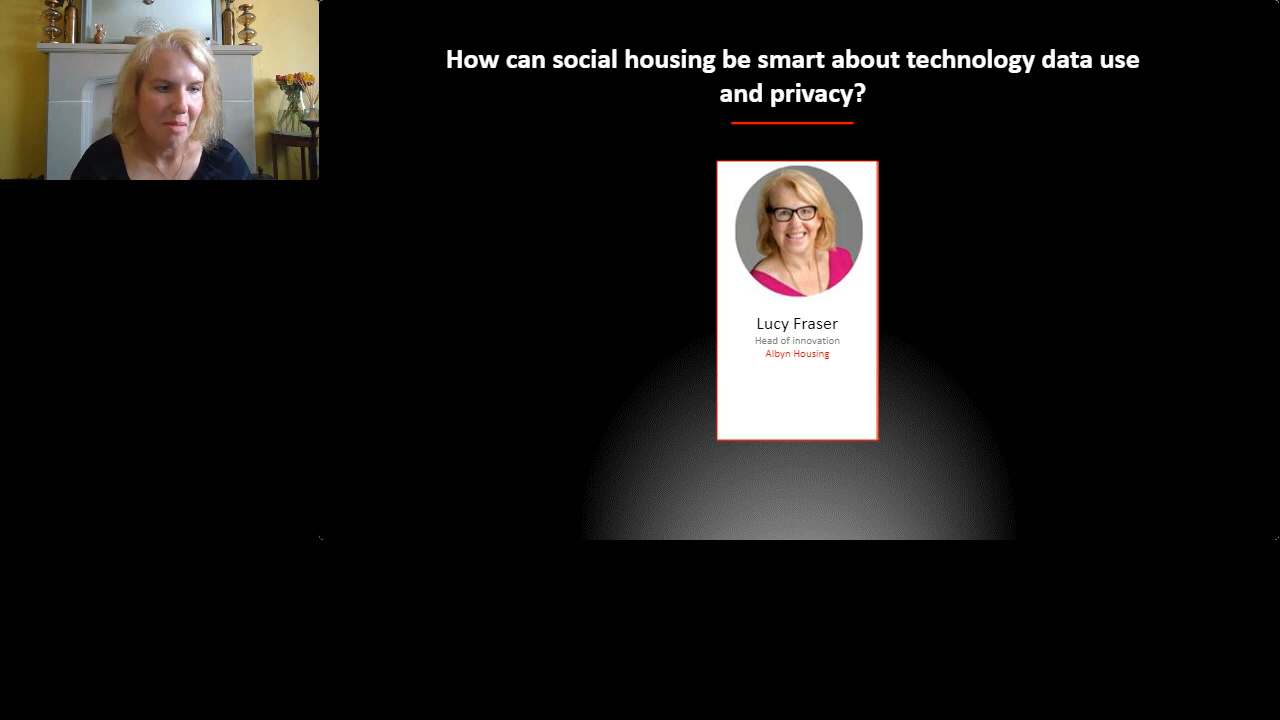 How can social housing be smart about technology data use
and privacy?
Lucy Fraser
Head of innovation
Albyn Housing